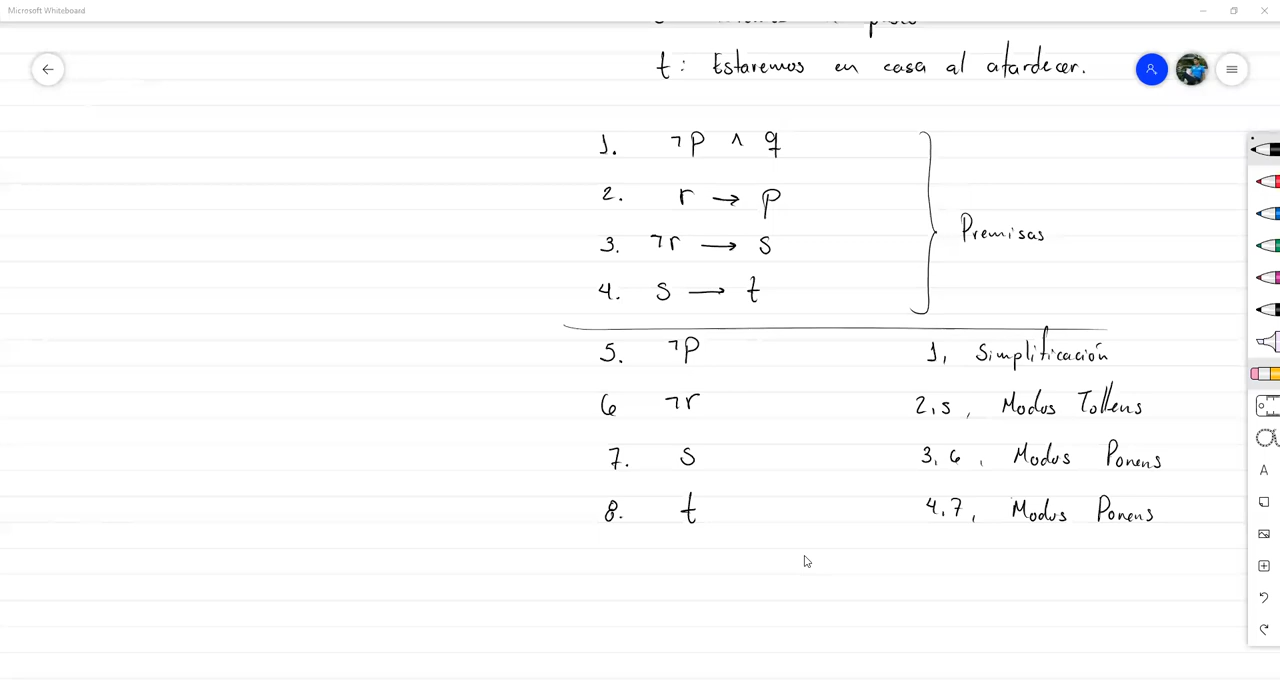 Microsoft Whiteboard
t: Estaremos en casa al atardecer.
1. ¬p ∧ q
2. r → p
3. ¬r → s
4. s → t
Premisas
5. ¬p 1, Simplificación
6 ¬r 2,5, Modus Tollens
7. s 3,6, Modus Ponens
8. t 4,7, Modus Ponens
A